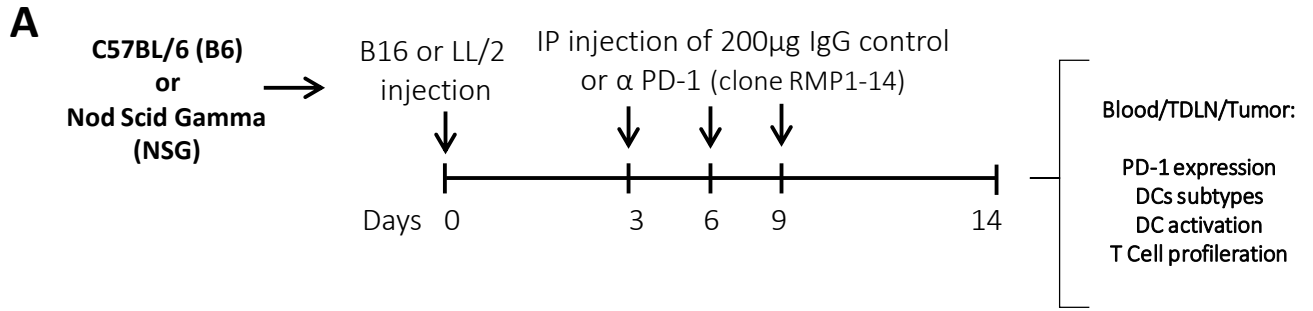 A
C57BL/6 (B6)
or
Nod Scid Gamma
(NSG)
B16 or LL/2
injection
IP injection of 200µg IgG control
or α PD-1 (clone RMP1-14)
Days 0 3 6 9 14
Blood/TDLN/Tumor:
PD-1 expression
DCs subtypes
DC activation
T Cell profileration